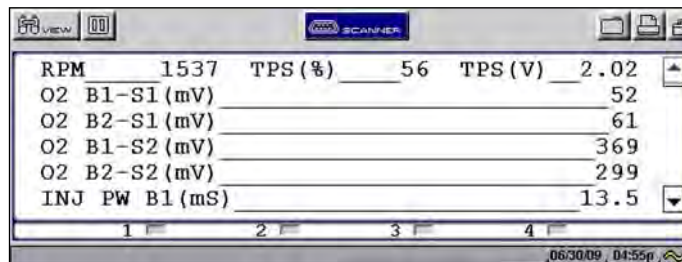 VIEW SCANNER
RPM 1537 TPS(%) 56 TPS(V) 2.02
O2 B1-S1(mV) 52
O2 B2-S1(mV) 61
O2 B1-S2(mV) 369
O2 B2-S2(mV) 299
INJ PW B1(mS) 13.5
1 2 3 4
06/30/09 , 04:55p